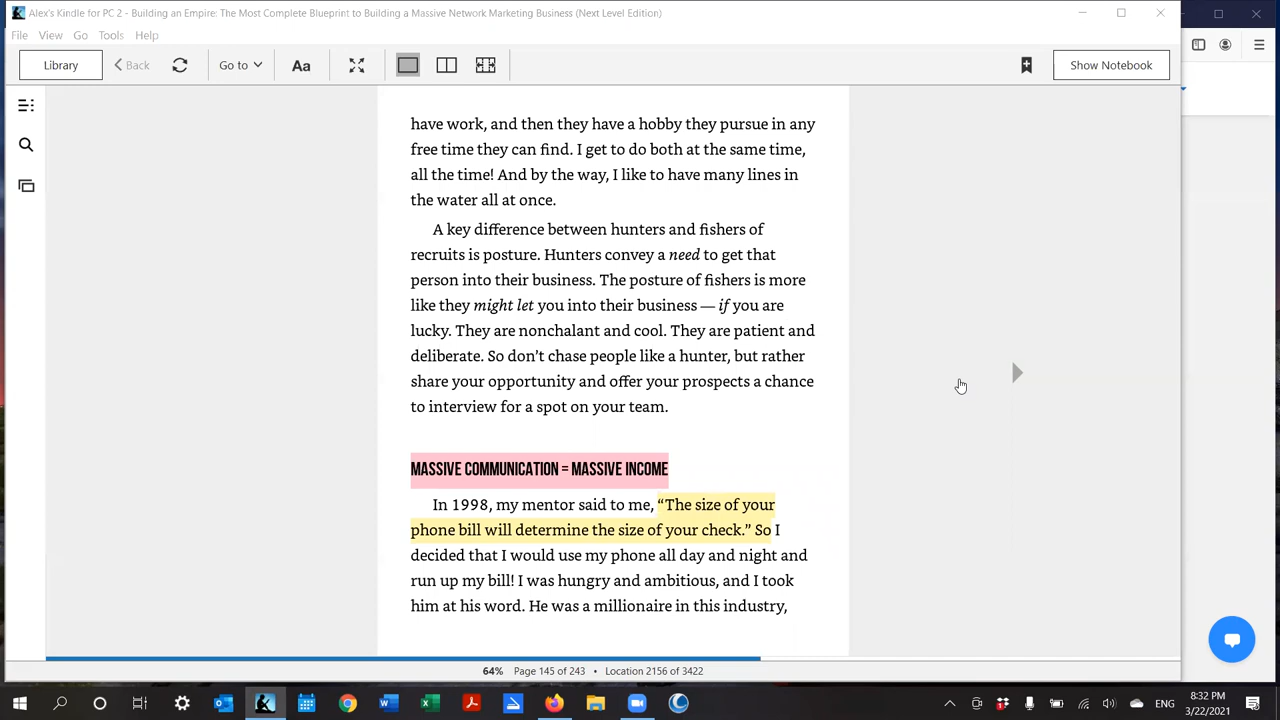 Alex's Kindle for PC 2 - Building an Empire: The Most Complete Blueprint to Building a Massive Network Marketing Business (Next Level Edition)
File View Go Tools Help
Library Back Go to Aa Show Notebook
have work, and then they have a hobby they pursue in any
free time they can find. I get to do both at the same time,
all the time! And by the way, I like to have many lines in
the water all at once.
A key difference between hunters and fishers of
recruits is posture. Hunters convey a need to get that
person into their business. The posture of fishers is more
like they might let you into their business — if you are
lucky. They are nonchalant and cool. They are patient and
deliberate. So don’t chase people like a hunter, but rather
share your opportunity and offer your prospects a chance
to interview for a spot on your team.
MASSIVE COMMUNICATION = MASSIVE INCOME
In 1998, my mentor said to me, “The size of your
phone bill will determine the size of your check.” So I
decided that I would use my phone all day and night and
run up my bill! I was hungry and ambitious, and I took
him at his word. He was a millionaire in this industry,
64% Page 145 of 243 • Location 2156 of 3422
ENG
8:32 PM
3/22/2021